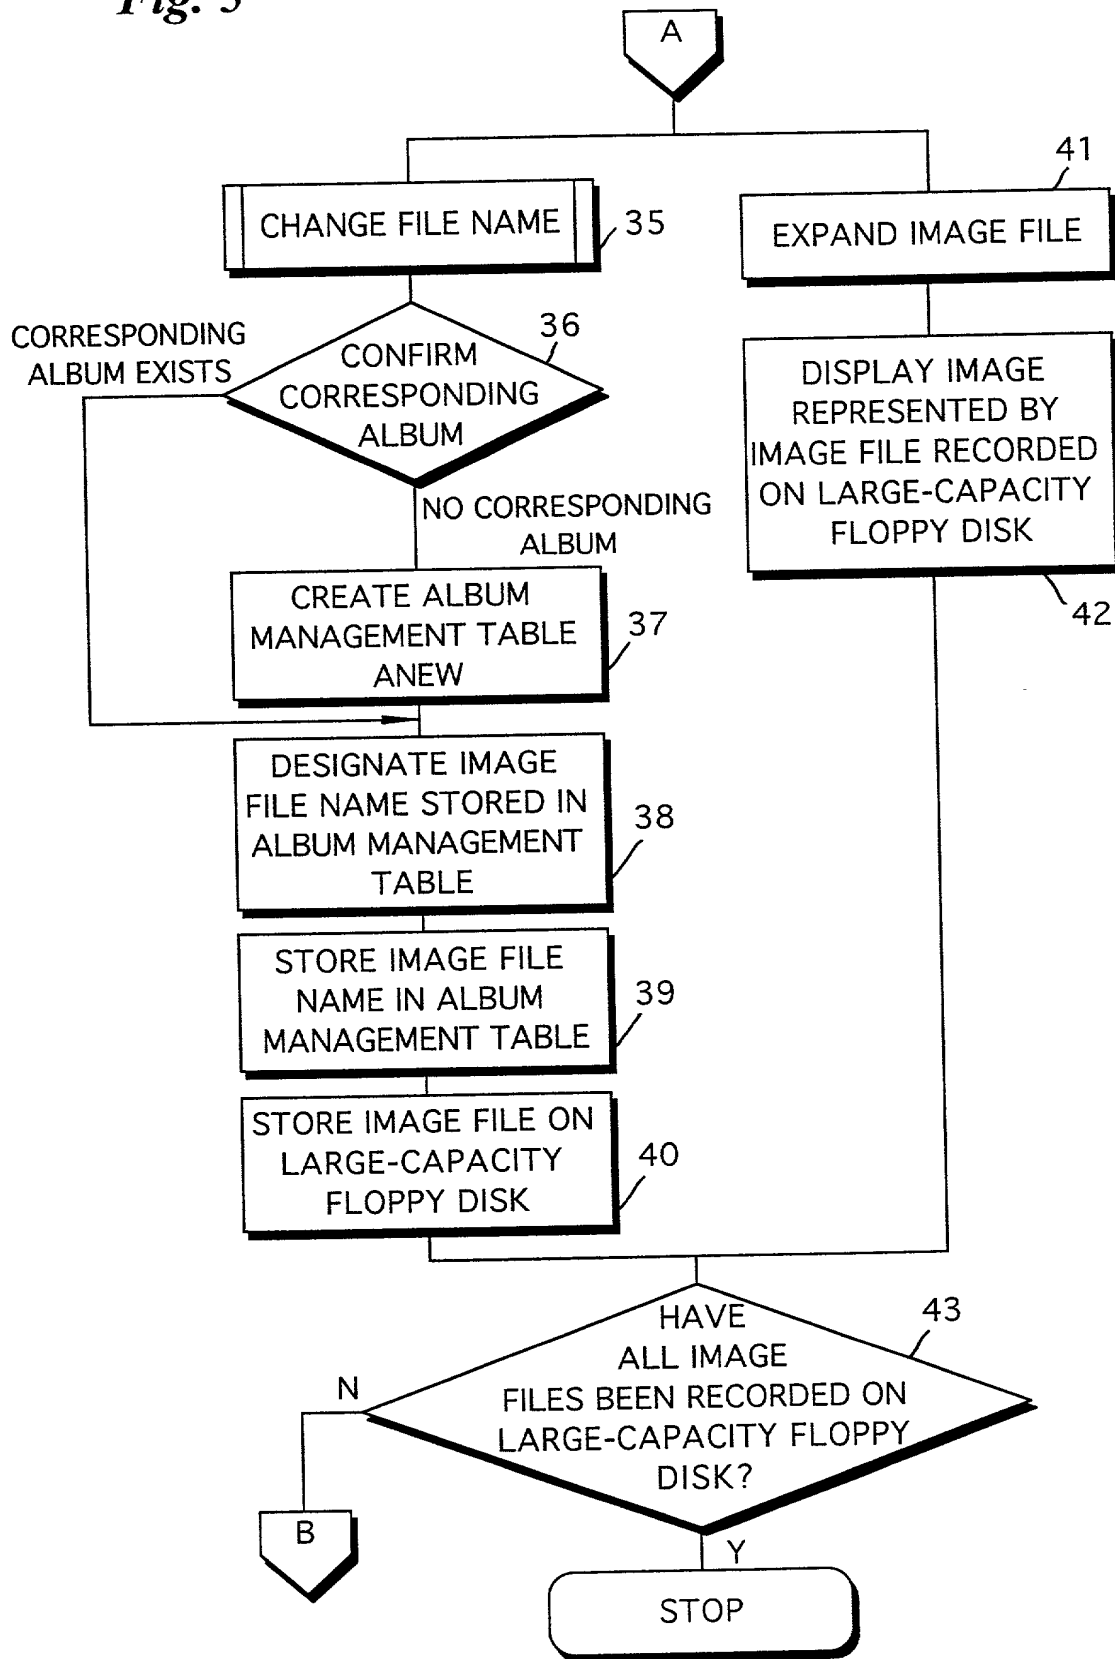 Fig. 5
A
CHANGE FILE NAME
35
41
EXPAND IMAGE FILE
CORRESPONDING
ALBUM EXISTS
36
CONFIRM
CORRESPONDING
ALBUM
DISPLAY IMAGE
REPRESENTED BY
IMAGE FILE RECORDED
ON LARGE-CAPACITY
FLOPPY DISK
42
NO CORRESPONDING
ALBUM
CREATE ALBUM
MANAGEMENT TABLE
ANEW
37
DESIGNATE IMAGE
FILE NAME STORED IN
ALBUM MANAGEMENT
TABLE
38
STORE IMAGE FILE
NAME IN ALBUM
MANAGEMENT TABLE
39
STORE IMAGE FILE ON
LARGE-CAPACITY
FLOPPY DISK
40
43
HAVE
ALL IMAGE
FILES BEEN RECORDED ON
LARGE-CAPACITY FLOPPY
DISK?
N
B
Y
STOP